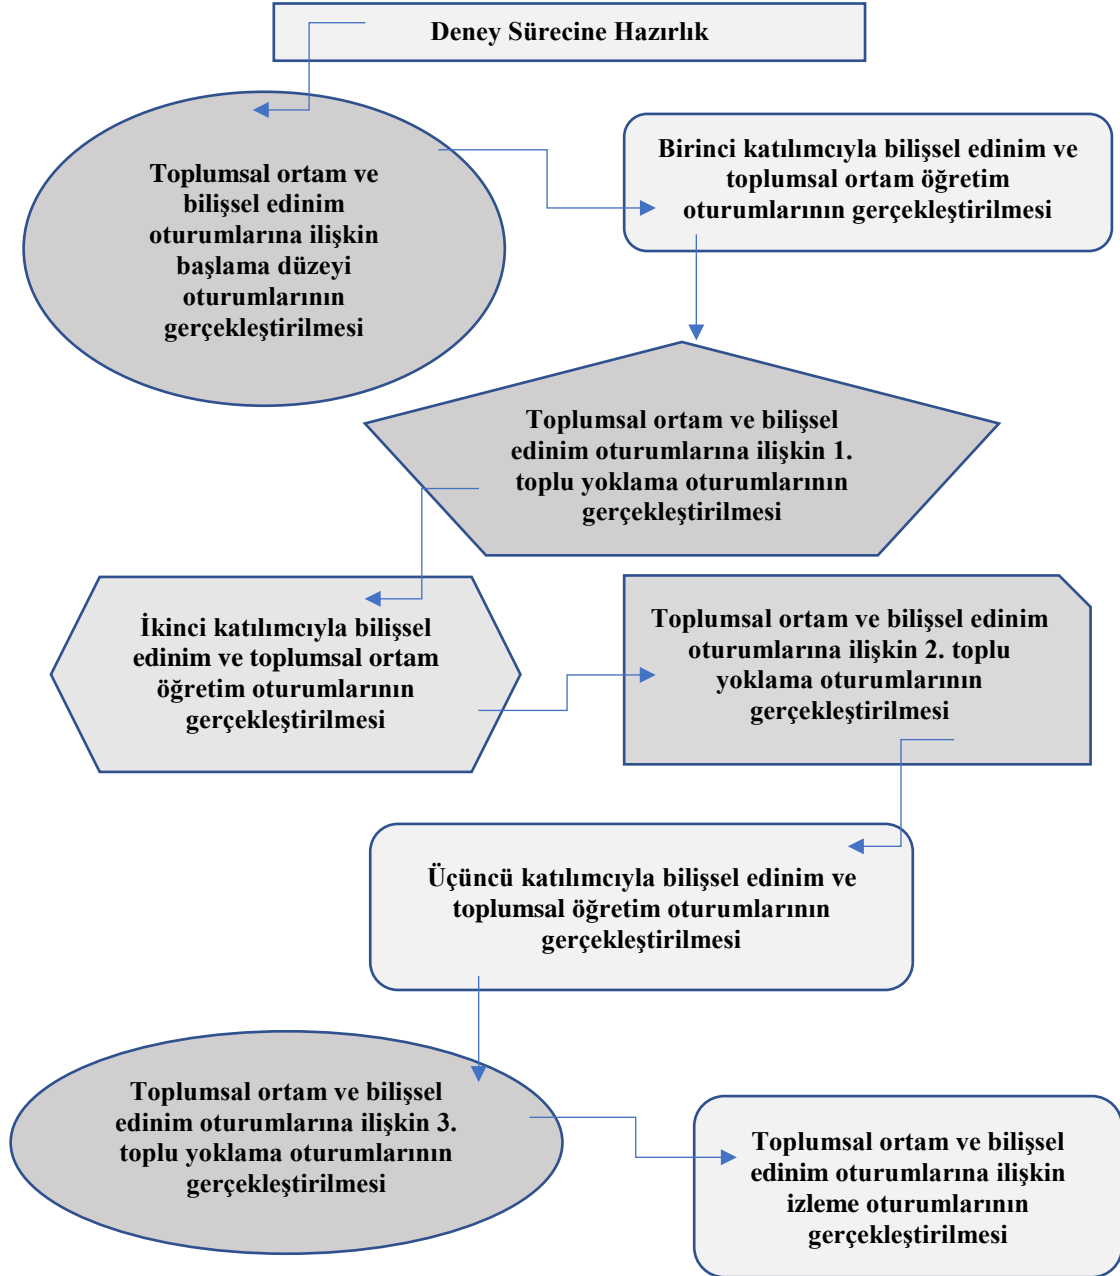 Deney Sürecine Hazırlık
Toplumsal ortam ve
bilişsel edinim
oturumlarına ilişkin
başlama düzeyi
oturumlarının
gerçekleştirilmesi
Birinci katılımcıyla bilişsel edinim ve
toplumsal ortam öğretim
oturumlarının gerçekleştirilmesi
Toplumsal ortam ve bilişsel
edinim oturumlarına ilişkin 1.
toplu yoklama oturumlarının
gerçekleştirilmesi
İkinci katılımcıyla bilişsel
edinim ve toplumsal ortam
öğretim oturumlarının
gerçekleştirilmesi
Toplumsal ortam ve bilişsel edinim
oturumlarına ilişkin 2. toplu
yoklama oturumlarının
gerçekleştirilmesi
Üçüncü katılımcıyla bilişsel edinim ve
toplumsal öğretim oturumlarının
gerçekleştirilmesi
Toplumsal ortam ve bilişsel
edinim oturumlarına ilişkin 3.
toplu yoklama oturumlarının
gerçekleştirilmesi
Toplumsal ortam ve bilişsel
edinim oturumlarına ilişkin
izleme oturumlarının
gerçekleştirilmesi